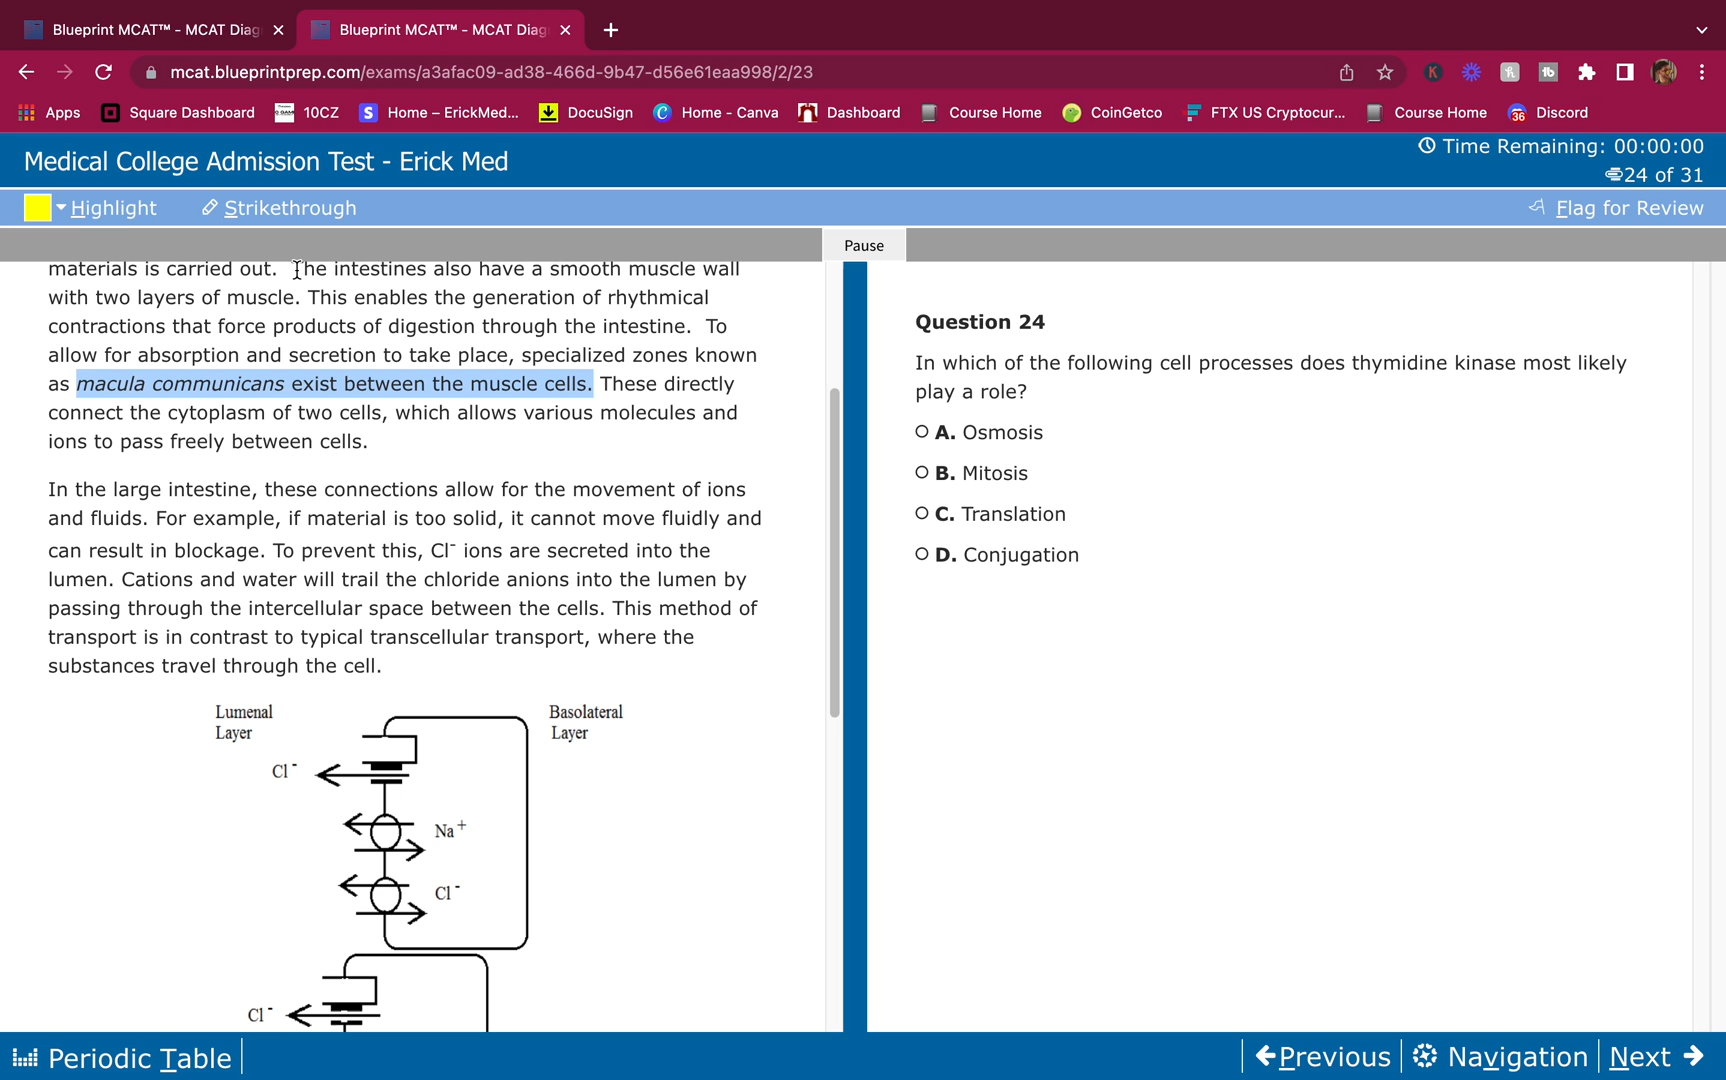 Blueprint MCAT™ - MCAT Diag
Blueprint MCAT™ - MCAT Diag
mcat.blueprintprep.com/exams/a3afac09-ad38-466d-9b47-d56e61eaa998/2/23
Apps Square Dashboard 10CZ Home – ErickMed... DocuSign Home - Canva Dashboard Course Home CoinGetco FTX US Cryptocur... Course Home 36 Discord
Medical College Admission Test - Erick Med
Time Remaining: 00:00:00
24 of 31
Highlight Strikethrough Flag for Review
Pause
materials is carried out. The intestines also have a smooth muscle wall
with two layers of muscle. This enables the generation of rhythmical
contractions that force products of digestion through the intestine. To
allow for absorption and secretion to take place, specialized zones known
as macula communicans exist between the muscle cells. These directly
connect the cytoplasm of two cells, which allows various molecules and
ions to pass freely between cells.
In the large intestine, these connections allow for the movement of ions
and fluids. For example, if material is too solid, it cannot move fluidly and
can result in blockage. To prevent this, Cl⁻ ions are secreted into the
lumen. Cations and water will trail the chloride anions into the lumen by
passing through the intercellular space between the cells. This method of
transport is in contrast to typical transcellular transport, where the
substances travel through the cell.
Lumenal
Layer
Basolateral
Layer
Cl⁻
Na⁺
Cl⁻
Cl⁻
Question 24
In which of the following cell processes does thymidine kinase most likely
play a role?
A. Osmosis
B. Mitosis
C. Translation
D. Conjugation
Periodic Table
Previous Navigation Next